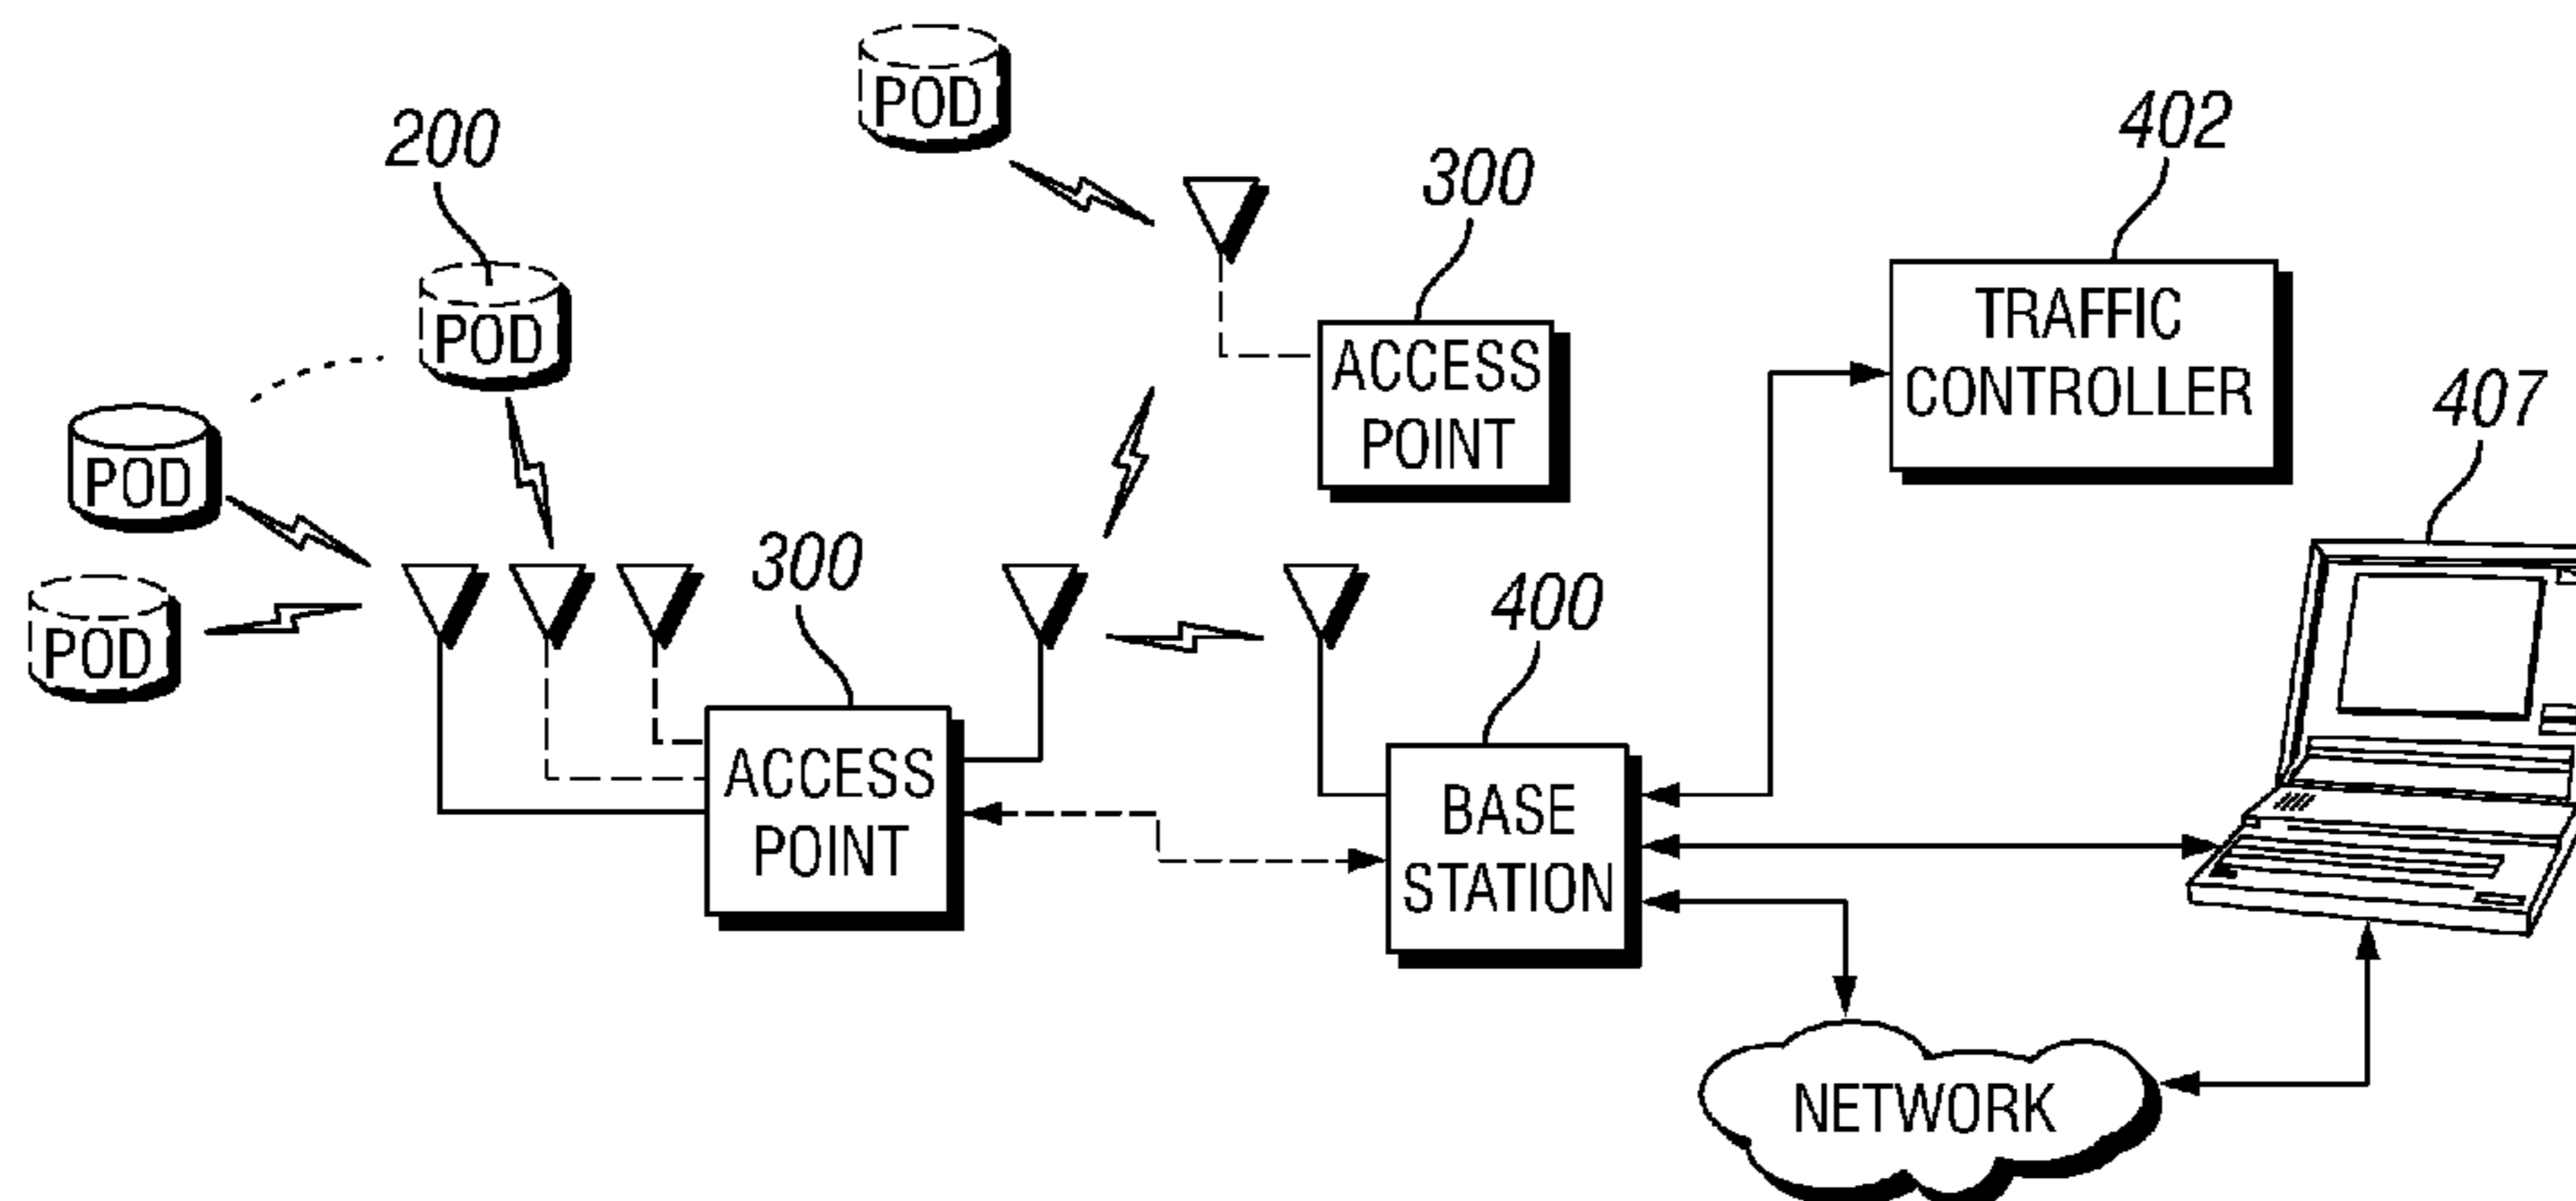 POD
200
402
300
POD
TRAFFIC
CONTROLLER
ACCESS
POINT
407
POD
POD
300
400
ACCESS
POINT
BASE
STATION
NETWORK